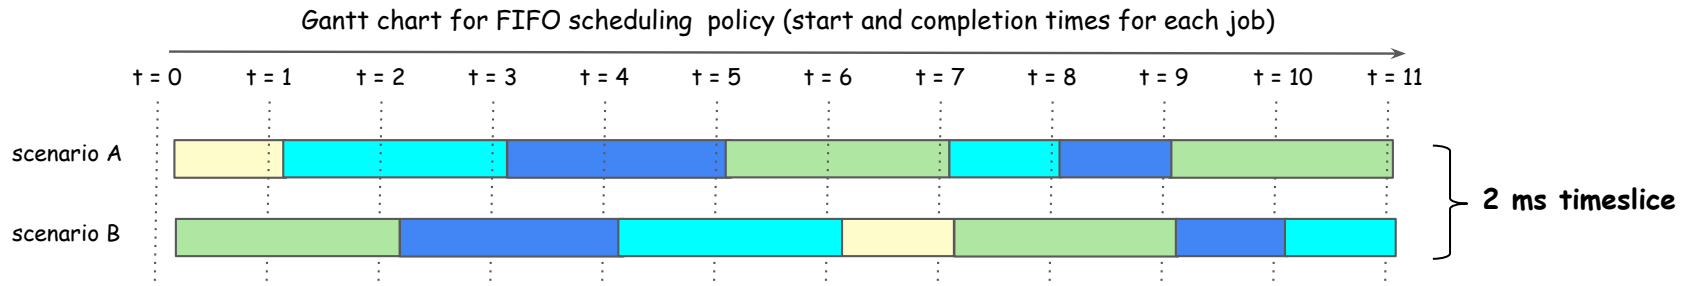 Gantt chart for FIFO scheduling policy (start and completion times for each job)
t = 0 t = 1 t = 2 t = 3 t = 4 t = 5 t = 6 t = 7 t = 8 t = 9 t = 10 t = 11
scenario A
2 ms timeslice
scenario B